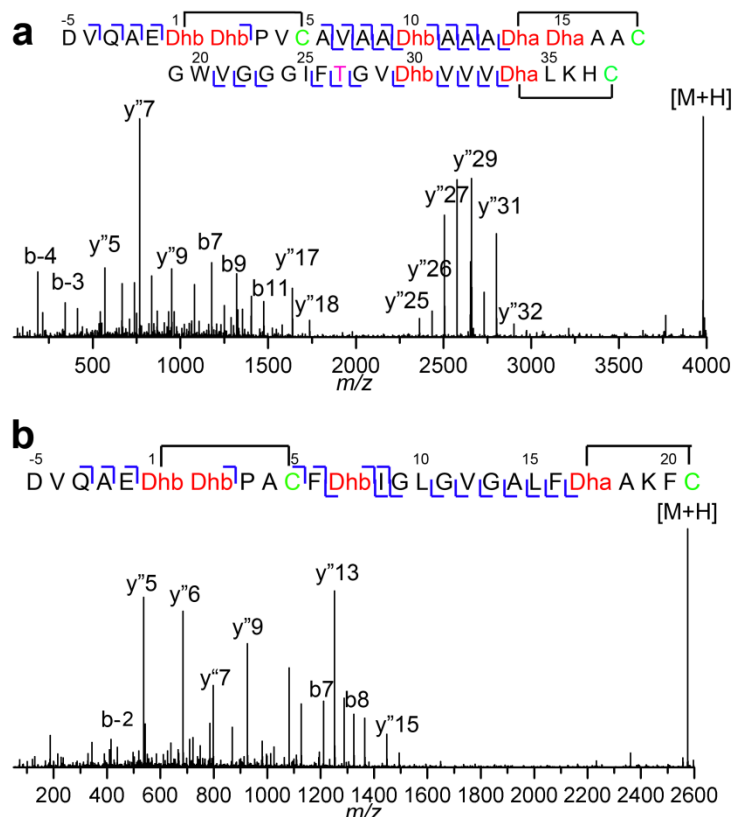 a
-5 1 5 10 15
D V Q A E Dhb Dhb P V C A V A A Dhb A A A Dha Dha A A C
20 25 30 35
G W V G G G I F T G V Dhb V V V Dha L K H C
[M+H]
y”7
y”29
y”27
y”31
b-4
y”5
b7
b-3
y”9
b9
y”17
y”26
b11
y”18
y”25
y”32
500 1000 1500 2000 2500 3000 3500 4000
m/z
b
-5 1 5 10 15 20
D V Q A E Dhb Dhb P A C F Dhb I G L G V G A L F Dha A K F C
[M+H]
y”5
y”6
y”13
y”9
y“7
b7
b8
b-2
y”15
200 400 600 800 1000 1200 1400 1600 1800 2000 2200 2400 2600
m/z